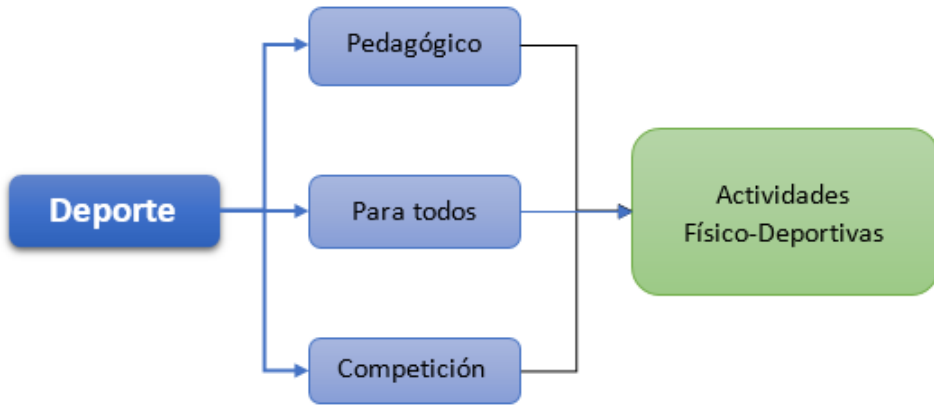 Pedagógico
Deporte
Para todos
Competición
Actividades
Físico-Deportivas